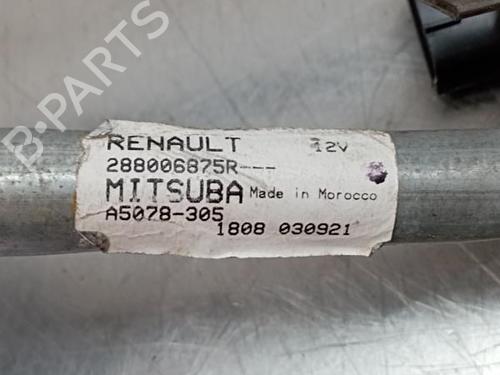 RENAULT 12V
288006875R---
MITSUBA Made in Morocco
A5078-305
1808 030921
B-PARTS